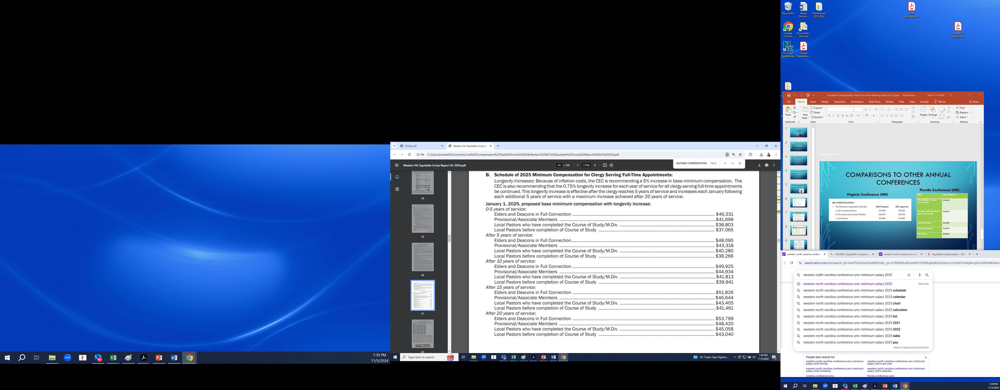 Recycle Bin
Board Decisio...
Withdrawals 2023-2024
KIM Hyungkyun...
Google Chrome
Documents - Shortcut
Hoerster DS Recomme...
SonicWall NetExtender
Howell Presentatio...
Equitable Compensation Task Force Intro Meeting Slides 8.2.23.pptx - PowerPoint
Jessie S. Colwell
File Home Insert Design Transitions Animations Slide Show Review View Help Acrobat Tell me Share
Paste
New Slide
Layout
Reset
Section
B I U S abc AV Aa A
Shapes Arrange Quick Styles
Find
Replace
Select
Clipboard Slides Font Paragraph Drawing Editing
1
2
3
4
5
6
7
8
9
COMPARISONS TO OTHER ANNUAL
CONFERENCES
Virginia Conference UMC
Florida Conference UMC
RECOMMENDATIONS:
1. The Minimum Compensation Schedule: 2024 Proposed 2023 Approved
a. Full Connection Pastors $45,000 $45,000
b. Provisional and Associate Members $40,500 $40,500
c. Local Pastors $38,000 $38,000
Status Salary Minimum
Associate Member
Provisional Member
Full Member
2024pr.pdf
Western NC Equitable Comp Re
File C:/Users/jscolwell/Documents/Just%20Compensation%20Task%20Force%202024/Western%20NC%20Equitable%20Comp%20Report%20AC%202024.pdf
Western NC Equitable Comp Report AC 2024.pdf
41 / 108
175%
QUITABLE COMPENSATION 10/22
38
39
40
41
42
B. Schedule of 2025 Minimum Compensation for Clergy Serving Full-Time Appointments:
Longevity Increases: Because of inflation costs, the CEC is recommending a 5% increase in base minimum compensation. The
CEC is also recommending that the 0.75% longevity increase for each year of service for all clergy serving full-time appointments
be continued. This longevity increase is effective after the clergy reaches 5 years of service and increases each January following
each additional 5 years of service with a maximum increase achieved after 20 years of service.
January 1, 2025, proposed base minimum compensation with longevity increase:
0-5 years of service:
Elders and Deacons in Full Connection ... $46,331
Provisional/Associate Members ... $41,699
Local Pastors who have completed the Course of Study/M.Div. ... $38,803
Local Pastors before completion of Course of Study ... $37,065
After 5 years of service:
Elders and Deacons in Full Connection... $48,095
Provisional/Associate Members ... $43,318
Local Pastors who have completed the Course of Study/M.Div. ... $40,280
Local Pastors before completion of Course of Study ... $38,266
After 10 years of service:
Elders and Deacons in Full Connection ... $49,925
Provisional/Associate Members ... $44,934
Local Pastors who have completed the Course of Study/M.Div. ... $41,813
Local Pastors before completion of Course of Study ... $39,941
After 15 years of service:
Elders and Deacons in Full Connection ... $51,826
Provisional/Associate Members ... $46,644
Local Pastors who have completed the Course of Study/M.Div. ... $43,405
Local Pastors before completion of Course of Study ... $41,461
After 20 years of service:
Elders and Deacons in Full Connection ... $53,799
Provisional/Associate Members ... $48,420
Local Pastors who have completed the Course of Study/M.Div. ... $45,058
Local Pastors before completion of Course of Study ... $43,040
western north carolina conferen
NGUMC | Equitable Compensat
western north carolina umc min
Equitable Compensation - INU
western north carolina conference umc minimum salary 2025
western north carolina conference umc minimum salary 2025
Remove
western north carolina conference umc minimum salary 2025 schedule
western north carolina conference umc minimum salary 2025 calendar
western north carolina conference umc minimum salary 2025 chart
western north carolina conference umc minimum salary 2025 calculator
western north carolina conference umc minimum salary 2025 list
western north carolina conference umc minimum salary 2025 2021
western north carolina conference umc minimum salary 2025 2022
western north carolina conference umc minimum salary 2025 table
western north carolina conference umc minimum salary 2025 pay
Report inappropriate predictions
People also search for
western north carolina conference umc minimum salary 2025 florida
western north carolina conference umc minimum salary 2025 new york
western north carolina conference umc minimum salary 2025 schedule
western north carolina conference umc minimum salary 2025 calendar
virginia conference umc
florida conference umc
zoom
99+
1:39 PM
11/5/2024
Type here to search
zm
US Trade Gap Highes...
1:39 PM
11/5/2024
zm
1:39 PM
11/5/2024